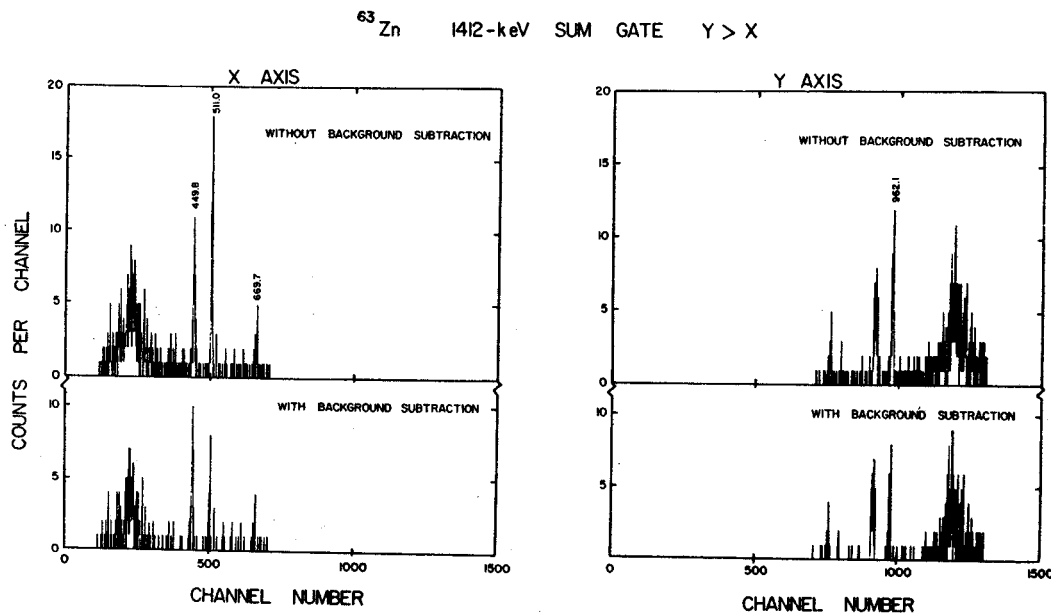 63Zn 1412-keV SUM GATE Y > X
X AXIS
20
15
10
5
0
10
5
0
0 500 1000 1500
449.8
511.0
669.7
WITHOUT BACKGROUND SUBTRACTION
WITH BACKGROUND SUBTRACTION
COUNTS PER CHANNEL
CHANNEL NUMBER
Y AXIS
20
15
10
5
0
10
5
0
0 500 1000 1500
962.1
WITHOUT BACKGROUND SUBTRACTION
WITH BACKGROUND SUBTRACTION
CHANNEL NUMBER